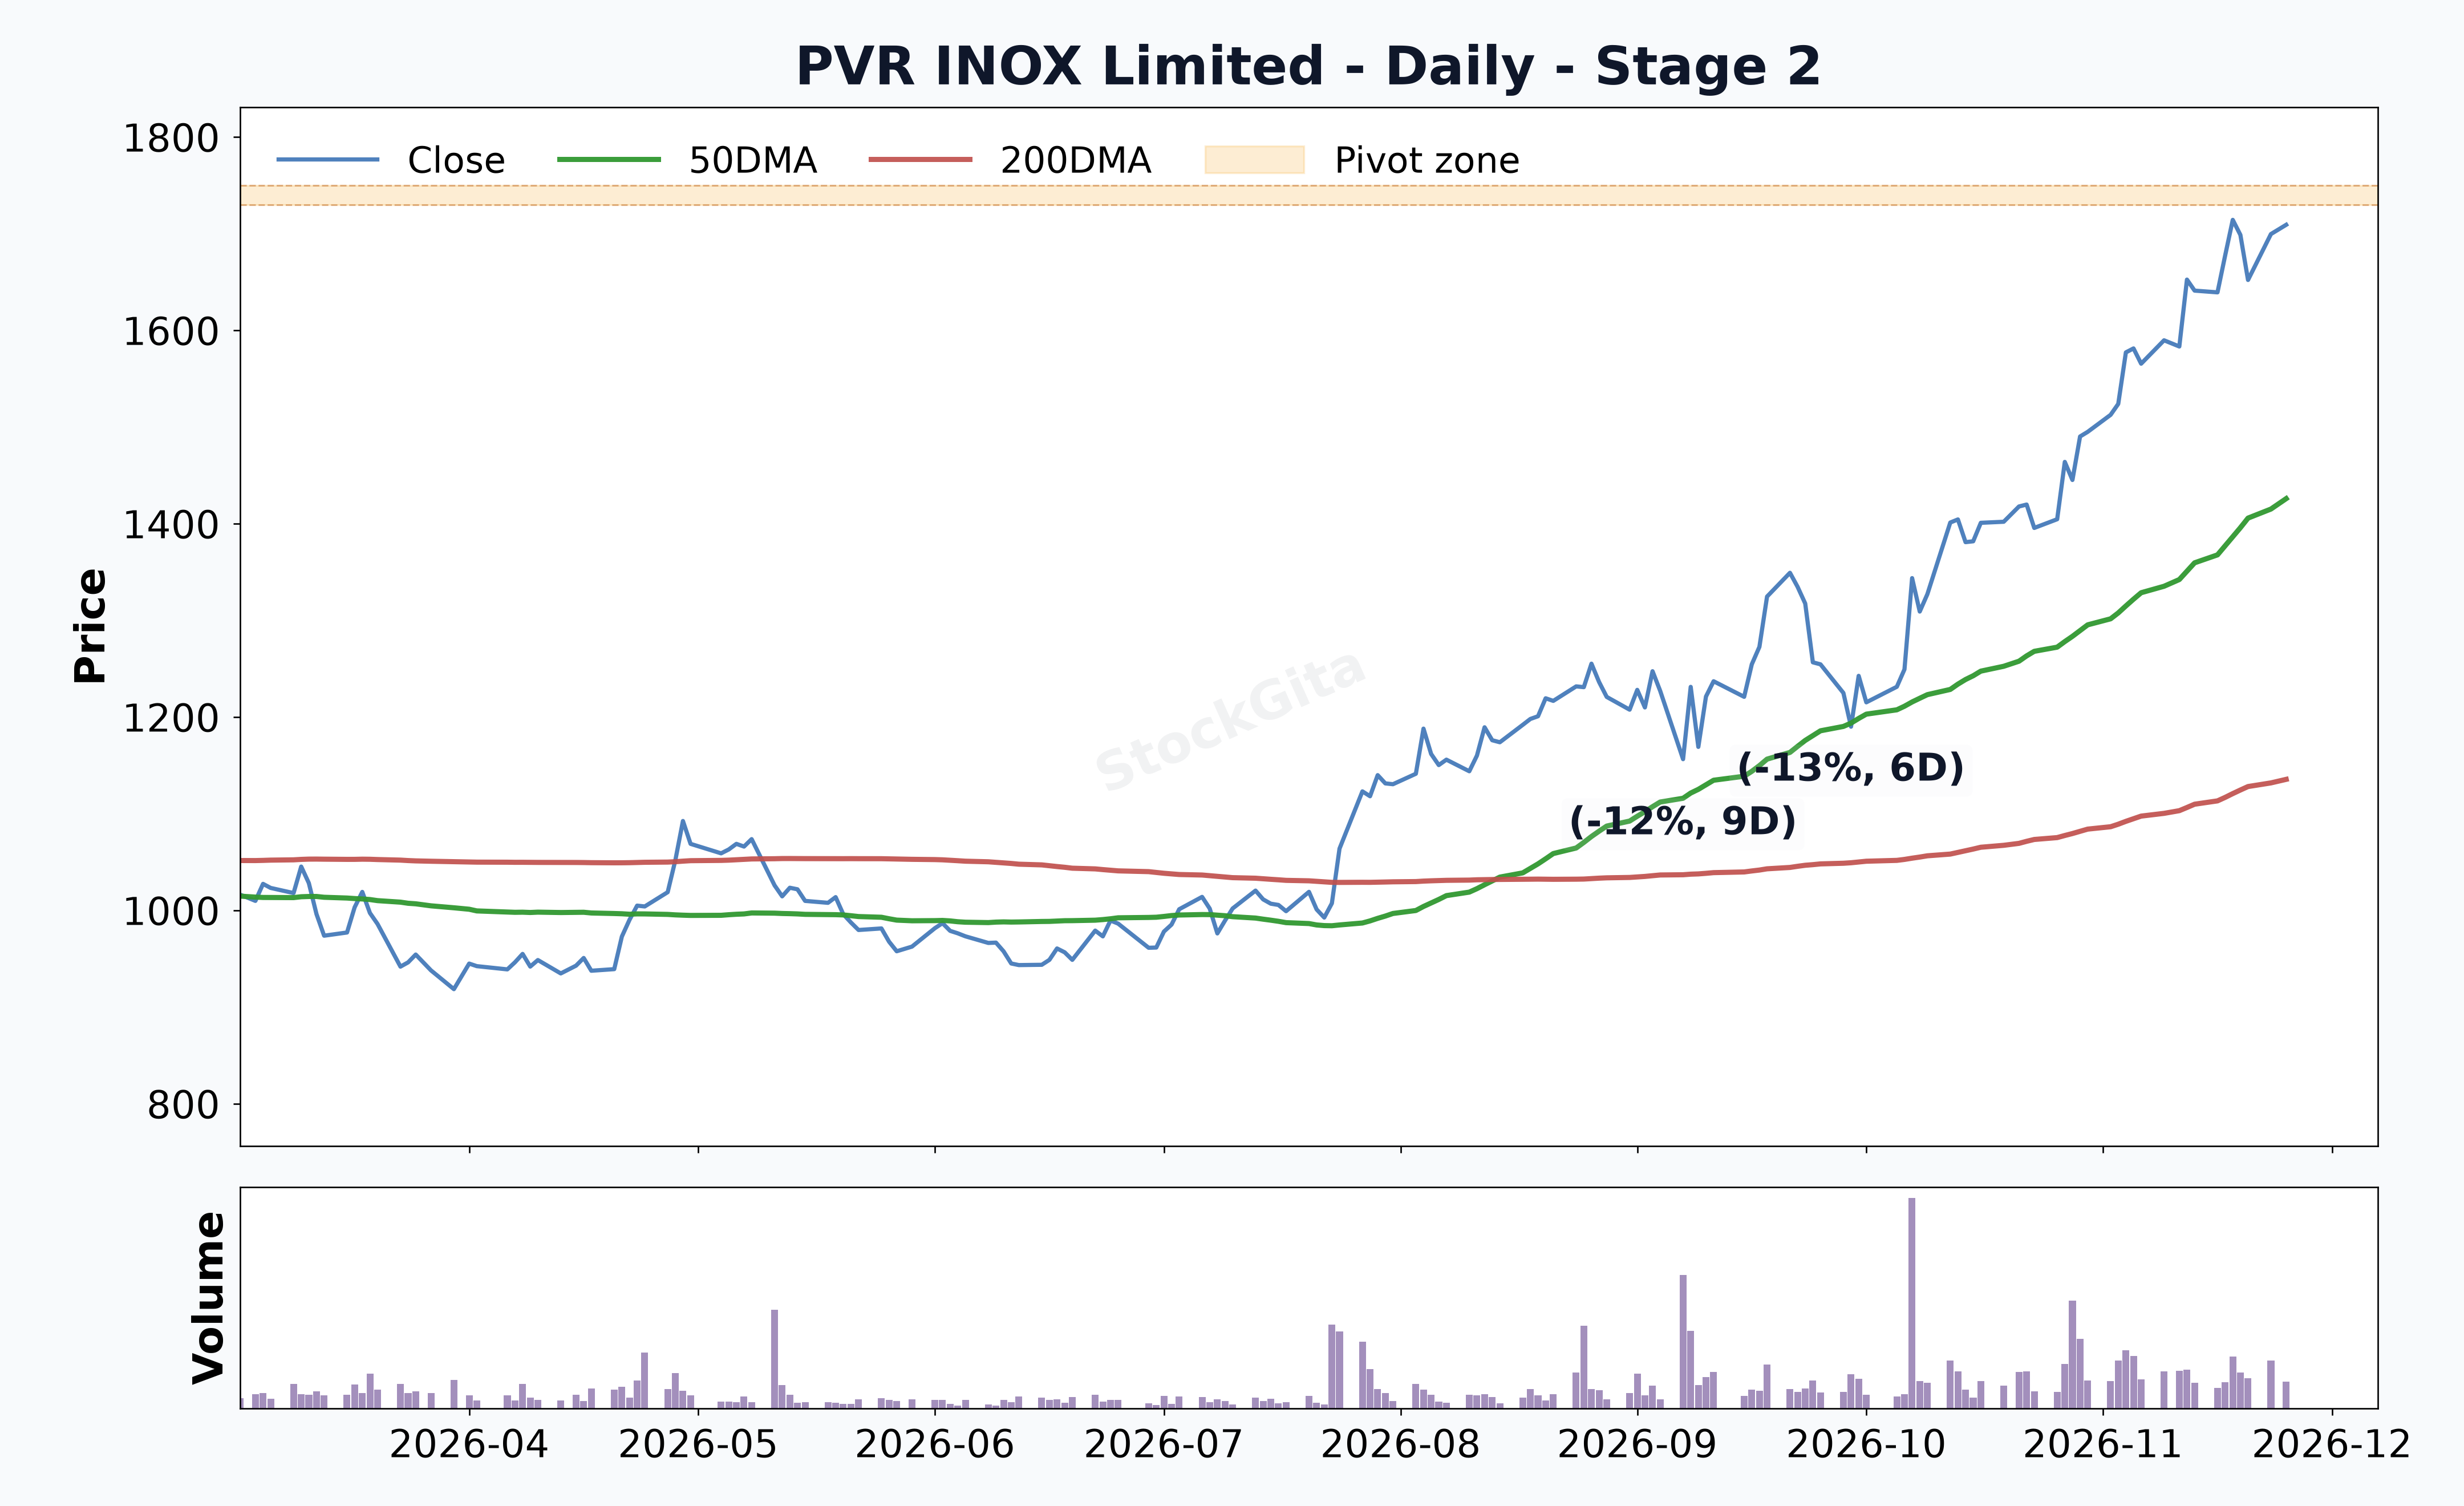 PVR INOX Limited - Daily - Stage 2
Close 50DMA 200DMA Pivot zone
1800
1600
1400
1200
1000
800
Price
StockGita
(-13%, 6D)
(-12%, 9D)
Volume
2026-04 2026-05 2026-06 2026-07 2026-08 2026-09 2026-10 2026-11 2026-12